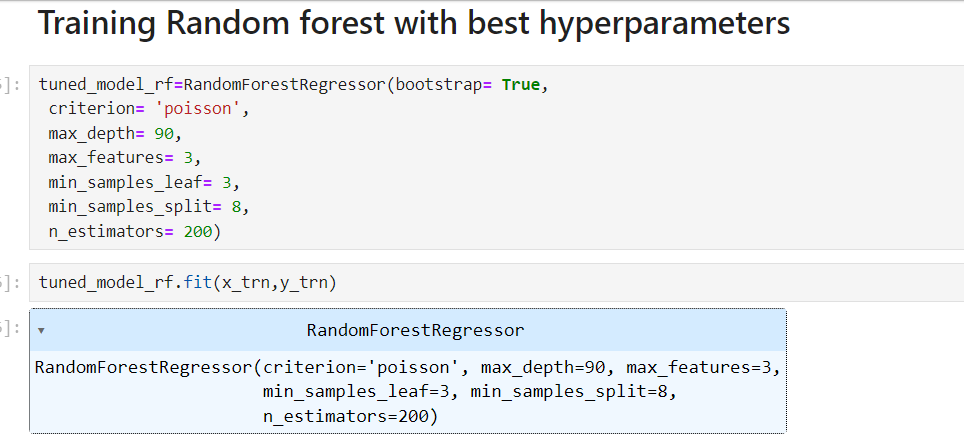 Training Random forest with best hyperparameters
]:
tuned_model_rf=RandomForestRegressor(bootstrap= True,
criterion= 'poisson',
max_depth= 90,
max_features= 3,
min_samples_leaf= 3,
min_samples_split= 8,
n_estimators= 200)
]:
tuned_model_rf.fit(x_trn,y_trn)
]:
▾ RandomForestRegressor
RandomForestRegressor(criterion='poisson', max_depth=90, max_features=3,
min_samples_leaf=3, min_samples_split=8,
n_estimators=200)